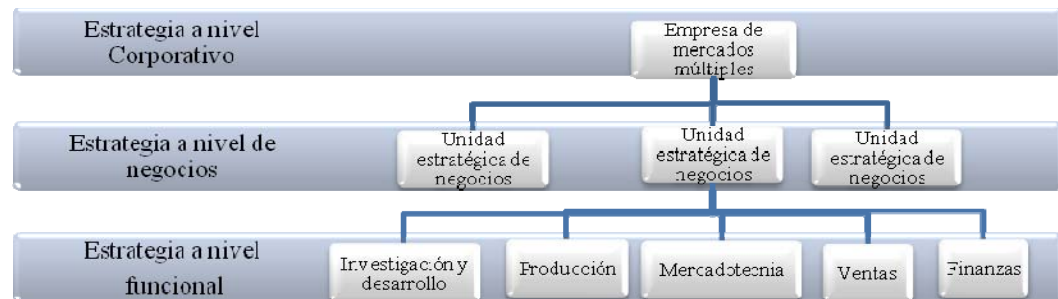 Estrategia a nivel
Corporativo
Empresa de
mercados
múltiples
Estrategia a nivel de
negocios
Unidad
estratégica de
negocios
Unidad
estratégica de
negocios
Unidad
estratégica de
negocios
Estrategia a nivel
funcional
Investigación y
desarrollo
Producción
Mercadotecnia
Ventas
Finanzas